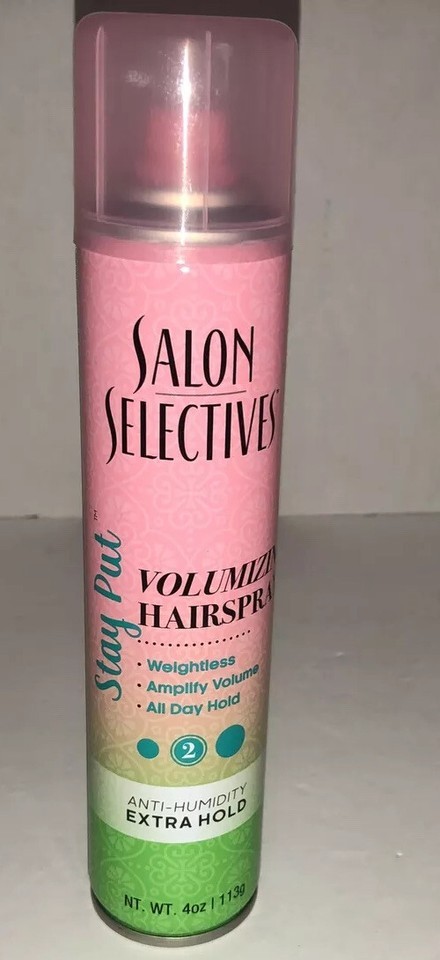 SALON
SELECTIVES
Stay Put™
VOLUMIZIN
HAIRSPRA
• Weightless
• Amplify Volume
• All Day Hold
2
ANTI-HUMIDITY
EXTRA HOLD
NT. WT. 4oz | 113g